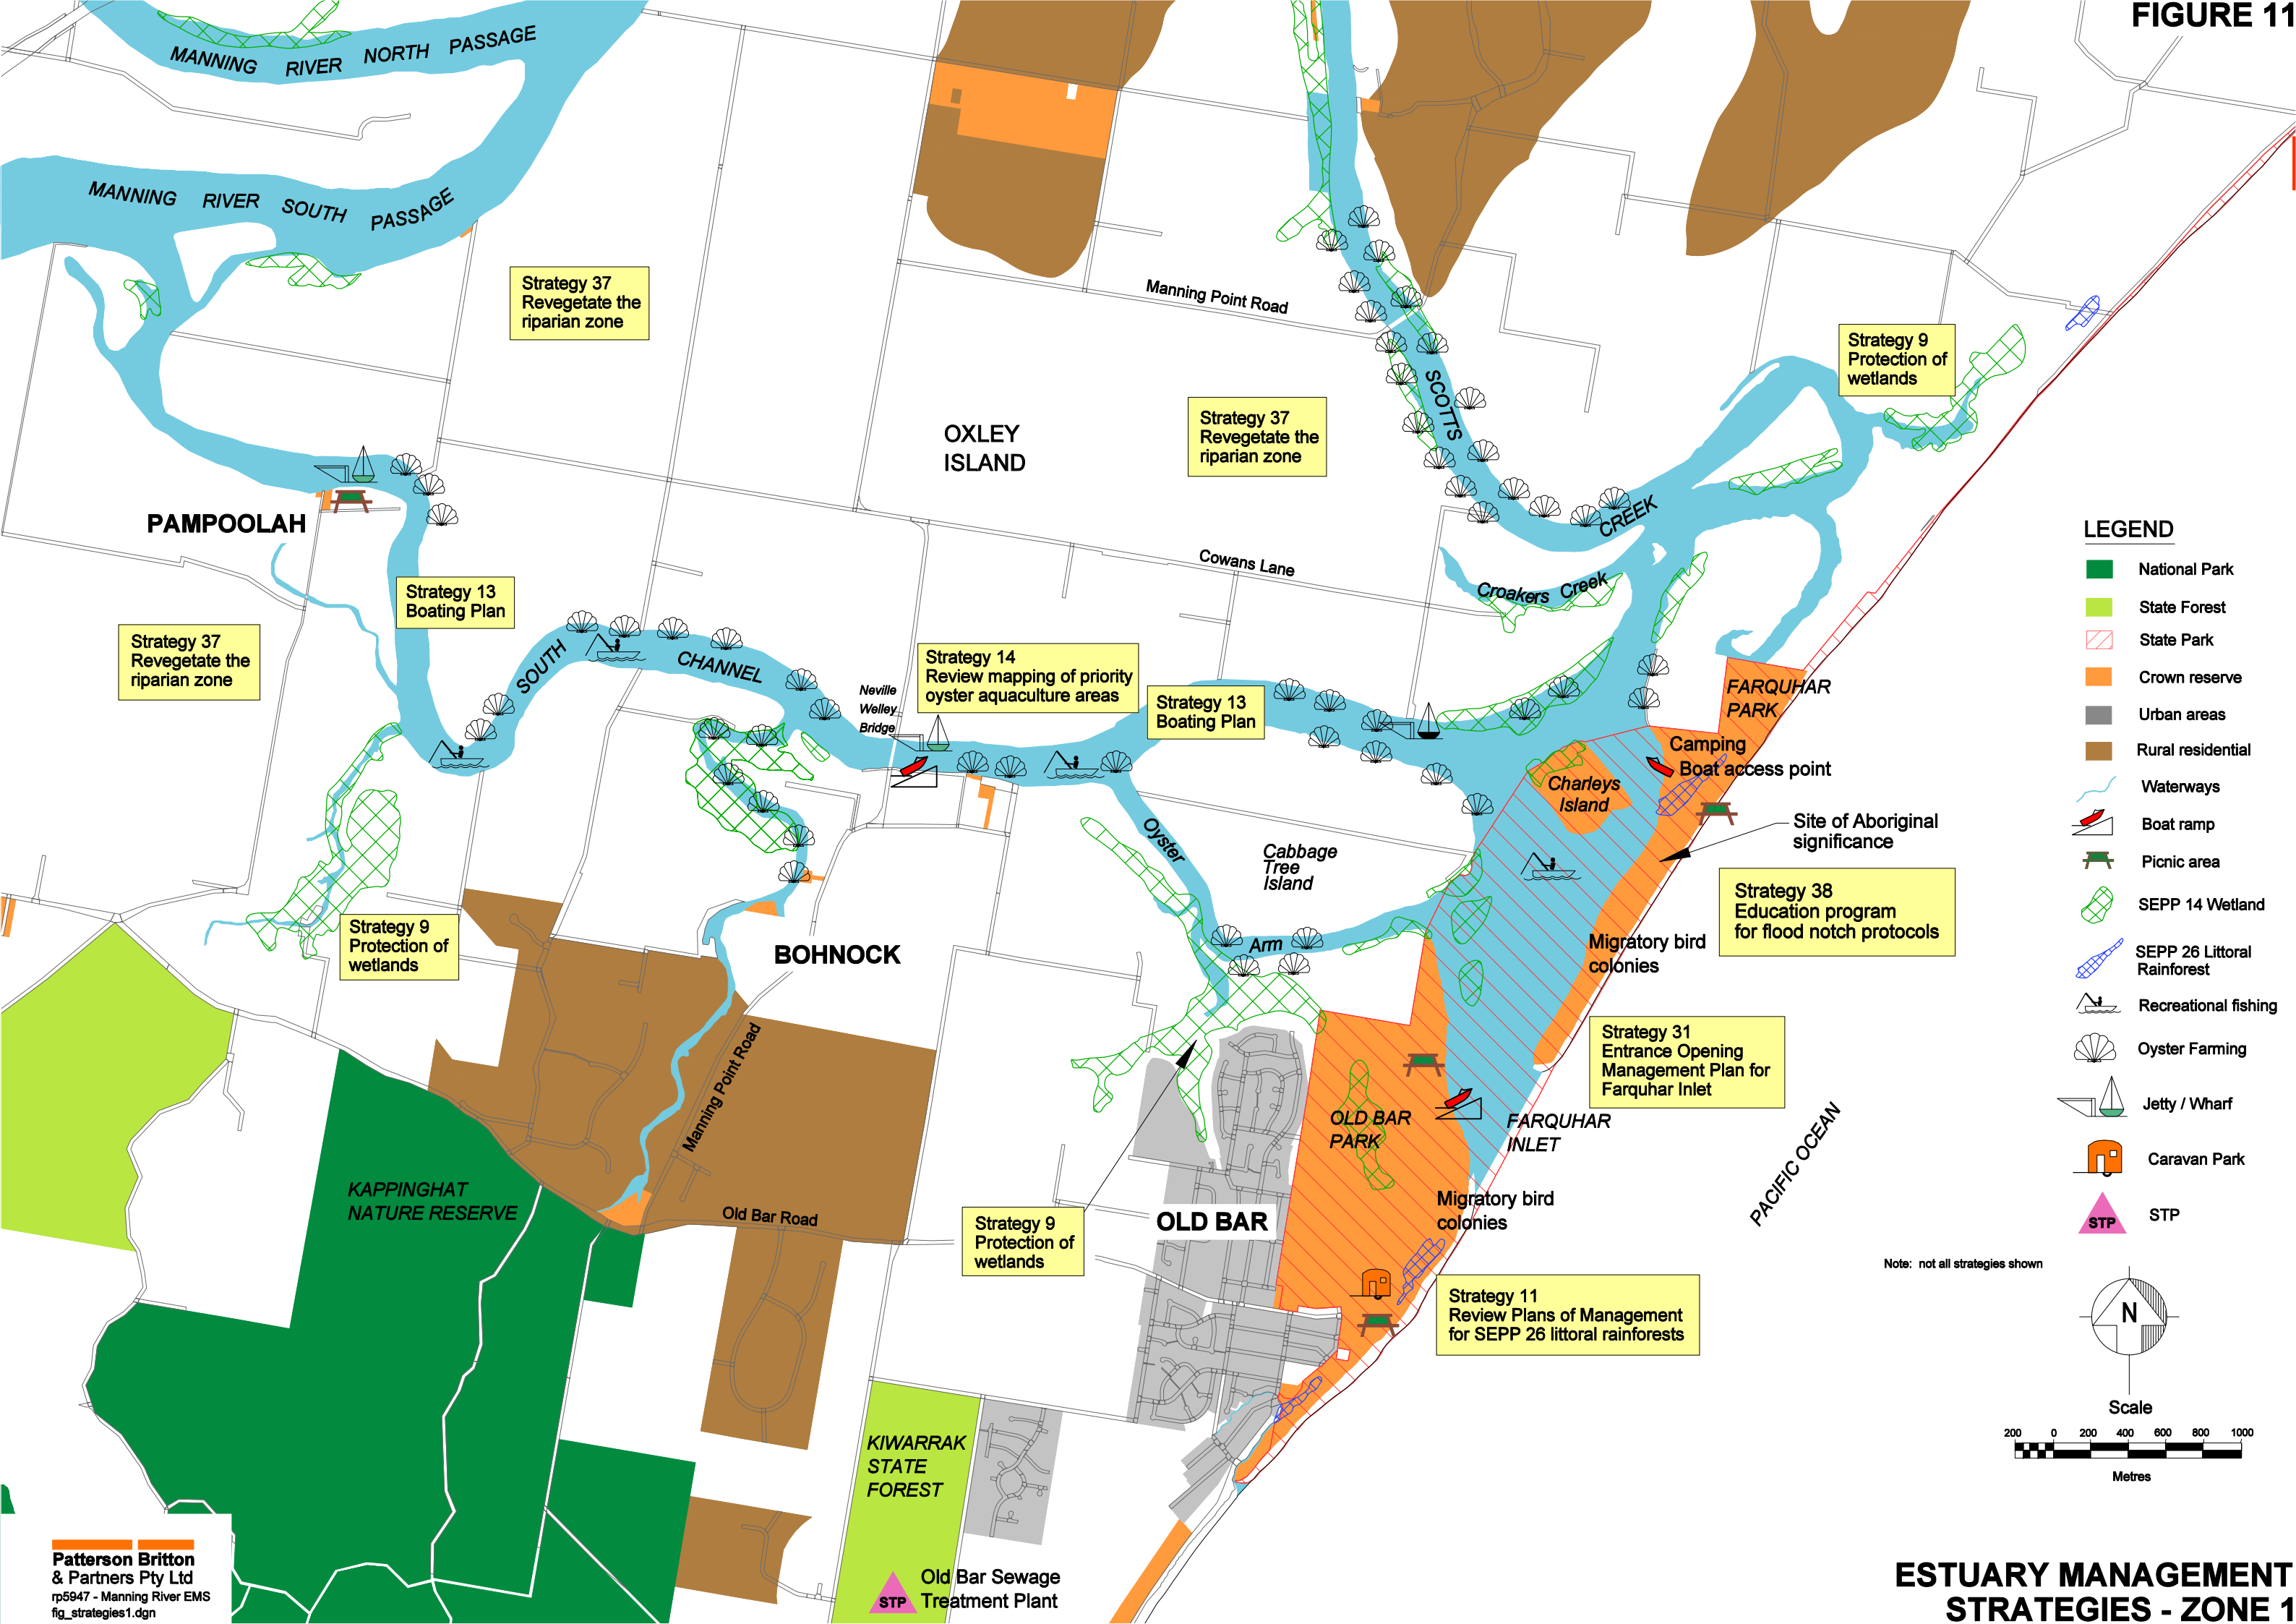 FIGURE 11
MANNING RIVER NORTH PASSAGE
MANNING RIVER SOUTH PASSAGE
Strategy 37
Revegetate the
riparian zone
Manning Point Road
Strategy 9
Protection of
wetlands
OXLEY
ISLAND
Strategy 37
Revegetate the
riparian zone
SCOTTS
CREEK
PAMPOOLAH
Cowans Lane
Croakers Creek
Strategy 13
Boating Plan
Strategy 37
Revegetate the
riparian zone
SOUTH
CHANNEL
Neville
Welley
Bridge
Strategy 14
Review mapping of priority
oyster aquaculture areas
Strategy 13
Boating Plan
FARQUHAR
PARK
Camping
Boat access point
Charleys
Island
Site of Aboriginal
significance
Oyster
Arm
Cabbage
Tree
Island
Strategy 38
Education program
for flood notch protocols
Strategy 9
Protection of
wetlands
BOHNOCK
Migratory bird
colonies
Manning Point Road
Strategy 31
Entrance Opening
Management Plan for
Farquhar Inlet
OLD BAR
PARK
FARQUHAR
INLET
PACIFIC OCEAN
KAPPINGHAT
NATURE RESERVE
Old Bar Road
Strategy 9
Protection of
wetlands
OLD BAR
Migratory bird
colonies
Strategy 11
Review Plans of Management
for SEPP 26 littoral rainforests
KIWARRAK
STATE
FOREST
STP
Old Bar Sewage
Treatment Plant
LEGEND
National Park
State Forest
State Park
Crown reserve
Urban areas
Rural residential
Waterways
Boat ramp
Picnic area
SEPP 14 Wetland
SEPP 26 Littoral
Rainforest
Recreational fishing
Oyster Farming
Jetty / Wharf
Caravan Park
STP
STP
Note: not all strategies shown
N
Scale
200 0 200 400 600 800 1000
Metres
Patterson Britton
& Partners Pty Ltd
rp5947 - Manning River EMS
fig_strategies1.dgn
ESTUARY MANAGEMENT
STRATEGIES - ZONE 1